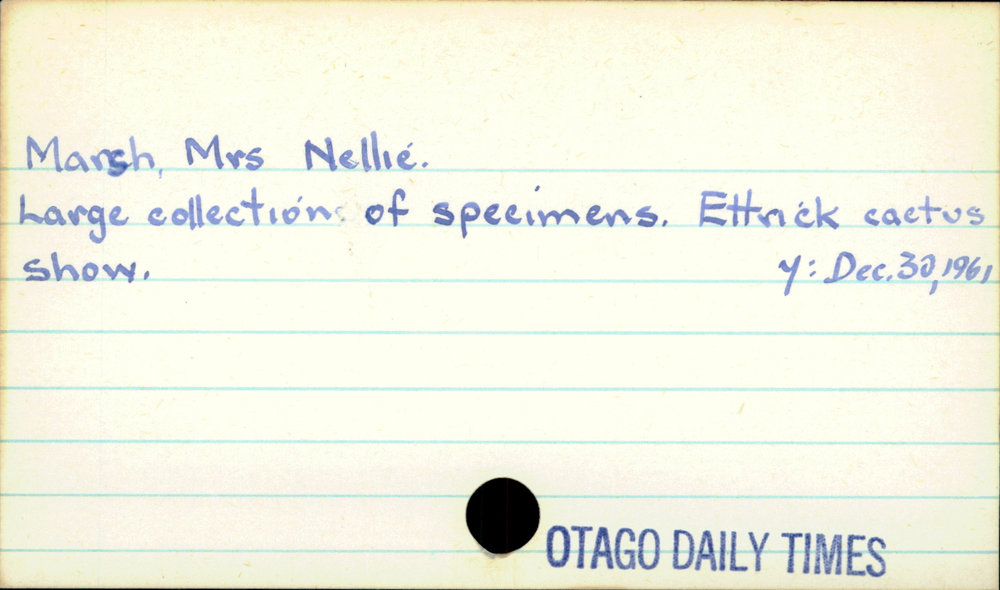 Marsh, Mrs Nellie.
Large collection of specimens. Ettrick cactus
show. y: Dec. 30, 1961
OTAGO DAILY TIMES